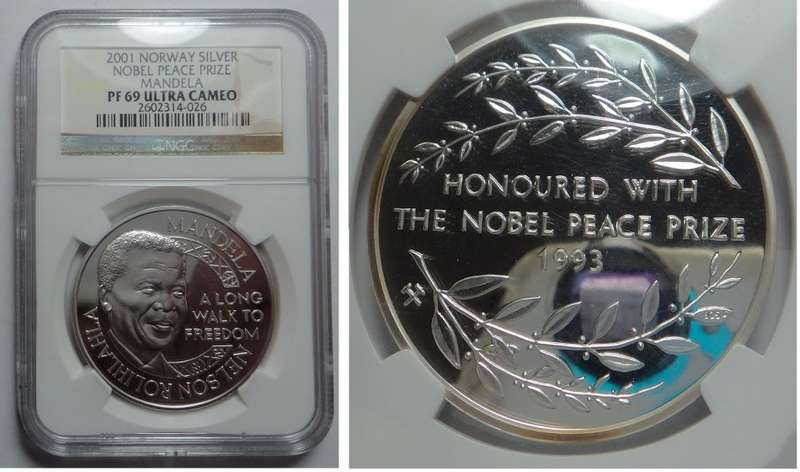 2001 NORWAY SILVER
NOBEL PEACE PRIZE
MANDELA
PF 69 ULTRA CAMEO
2602314-026
NGC
NELSON ROLIHLAHLA MANDELA
A LONG
WALK TO
FREEDOM
HONOURED WITH
THE NOBEL PEACE PRIZE
1993